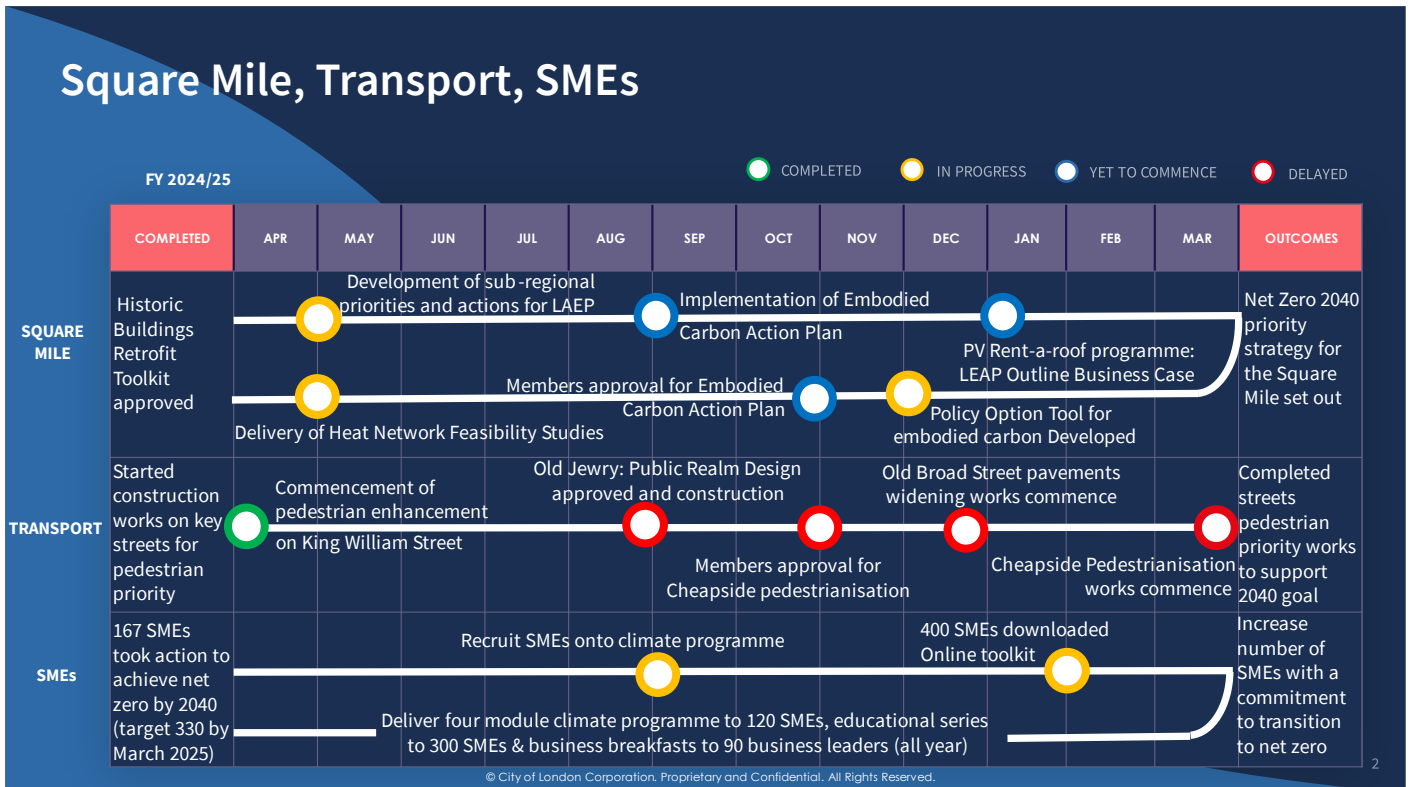 Square Mile, Transport, SMEs
FY 2024/25
COMPLETED
IN PROGRESS
YET TO COMMENCE
DELAYED
COMPLETED
APR
MAY
JUN
JUL
AUG
SEP
OCT
NOV
DEC
JAN
FEB
MAR
OUTCOMES
SQUARE
MILE
Historic
Buildings
Retrofit
Toolkit
approved
Development of sub-regional
priorities and actions for LAEP
Implementation of Embodied
Carbon Action Plan
PV Rent-a-roof programme:
LEAP Outline Business Case
Members approval for Embodied
Carbon Action Plan
Policy Option Tool for
embodied carbon Developed
Delivery of Heat Network Feasibility Studies
Net Zero 2040
priority
strategy for
the Square
Mile set out
TRANSPORT
Started
construction
works on key
streets for
pedestrian
priority
Commencement of
pedestrian enhancement
on King William Street
Old Jewry: Public Realm Design
approved and construction
Members approval for
Cheapside pedestrianisation
Old Broad Street pavements
widening works commence
Cheapside Pedestrianisation
works commence
Completed
streets
pedestrian
priority works
to support
2040 goal
SMEs
167 SMEs
took action to
achieve net
zero by 2040
(target 330 by
March 2025)
Recruit SMEs onto climate programme
400 SMEs downloaded
Online toolkit
Deliver four module climate programme to 120 SMEs, educational series
to 300 SMEs & business breakfasts to 90 business leaders (all year)
Increase
number of
SMEs with a
commitment
to transition
to net zero
© City of London Corporation. Proprietary and Confidential. All Rights Reserved.
2